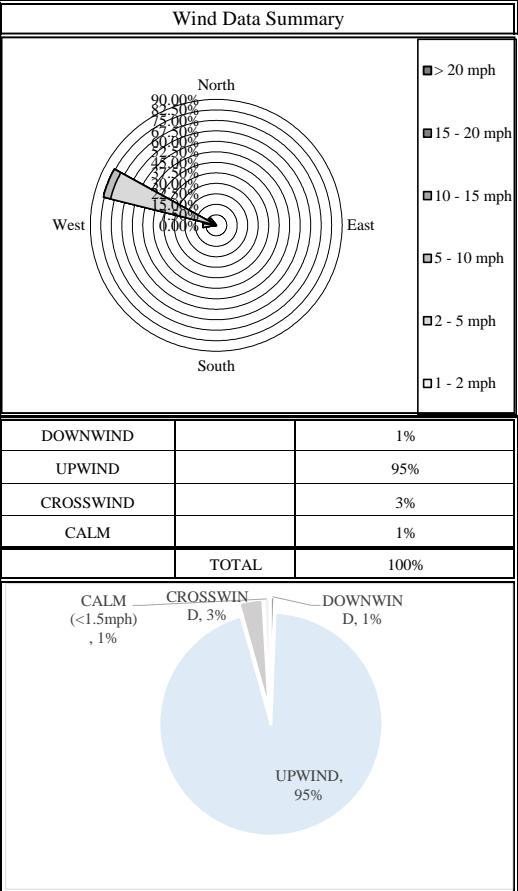 Wind Data Summary
North
90.00%
82.50%
75.00%
67.50%
60.00%
52.50%
45.00%
37.50%
30.00%
22.50%
15.00%
0.00%
West
East
South
> 20 mph
15 - 20 mph
10 - 15 mph
5 - 10 mph
2 - 5 mph
1 - 2 mph
DOWNWIND 1%
UPWIND 95%
CROSSWIND 3%
CALM 1%
TOTAL 100%
CALM
(<1.5mph)
, 1%
CROSSWIN
D, 3%
DOWNWIN
D, 1%
UPWIND,
95%